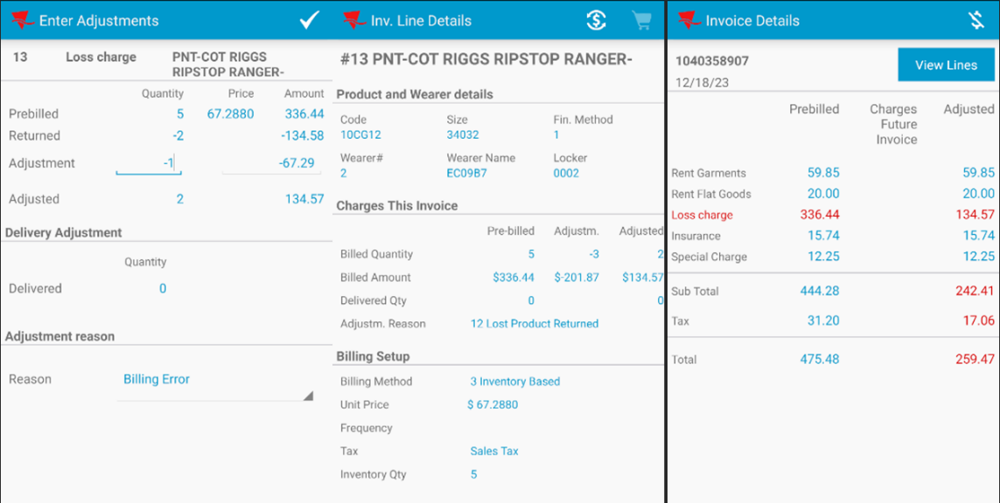 Enter Adjustments
13 Loss charge PNT-COT RIGGS
RIPSTOP RANGER-
Quantity Price Amount
Prebilled 5 67.2880 336.44
Returned -2 -134.58
Adjustment -1 -67.29
Adjusted 2 134.57
Delivery Adjustment
Quantity
Delivered 0
Adjustment reason
Reason Billing Error
Inv. Line Details
#13 PNT-COT RIGGS RIPSTOP RANGER-
Product and Wearer details
Code Size Fin. Method
10CG12 34032 1
Wearer# Wearer Name Locker
2 EC09B7 0002
Charges This Invoice
Pre-billed Adjustm. Adjusted
Billed Quantity 5 -3 2
Billed Amount $336.44 $-201.87 $134.57
Delivered Qty 0 0
Adjustm. Reason 12 Lost Product Returned
Billing Setup
Billing Method 3 Inventory Based
Unit Price $ 67.2880
Frequency
Tax Sales Tax
Inventory Qty 5
Invoice Details
1040358907 View Lines
12/18/23
Prebilled Charges Adjusted
Future
Invoice
Rent Garments 59.85 59.85
Rent Flat Goods 20.00 20.00
Loss charge 336.44 134.57
Insurance 15.74 15.74
Special Charge 12.25 12.25
Sub Total 444.28 242.41
Tax 31.20 17.06
Total 475.48 259.47